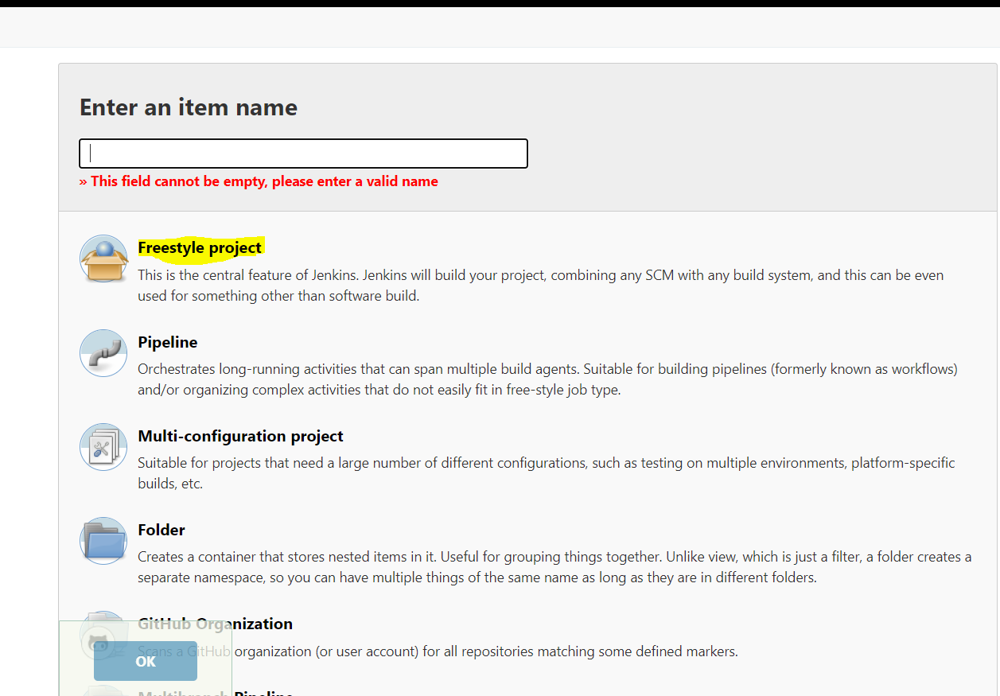 Enter an item name
» This field cannot be empty, please enter a valid name
Freestyle project
This is the central feature of Jenkins. Jenkins will build your project, combining any SCM with any build system, and this can be even
used for something other than software build.
Pipeline
Orchestrates long-running activities that can span multiple build agents. Suitable for building pipelines (formerly known as workflows)
and/or organizing complex activities that do not easily fit in free-style job type.
Multi-configuration project
Suitable for projects that need a large number of different configurations, such as testing on multiple environments, platform-specific
builds, etc.
Folder
Creates a container that stores nested items in it. Useful for grouping things together. Unlike view, which is just a filter, a folder creates a
separate namespace, so you can have multiple things of the same name as long as they are in different folders.
GitHub Organization
Scans a GitHub organization (or user account) for all repositories matching some defined markers.
OK
Multibranch Pipeline